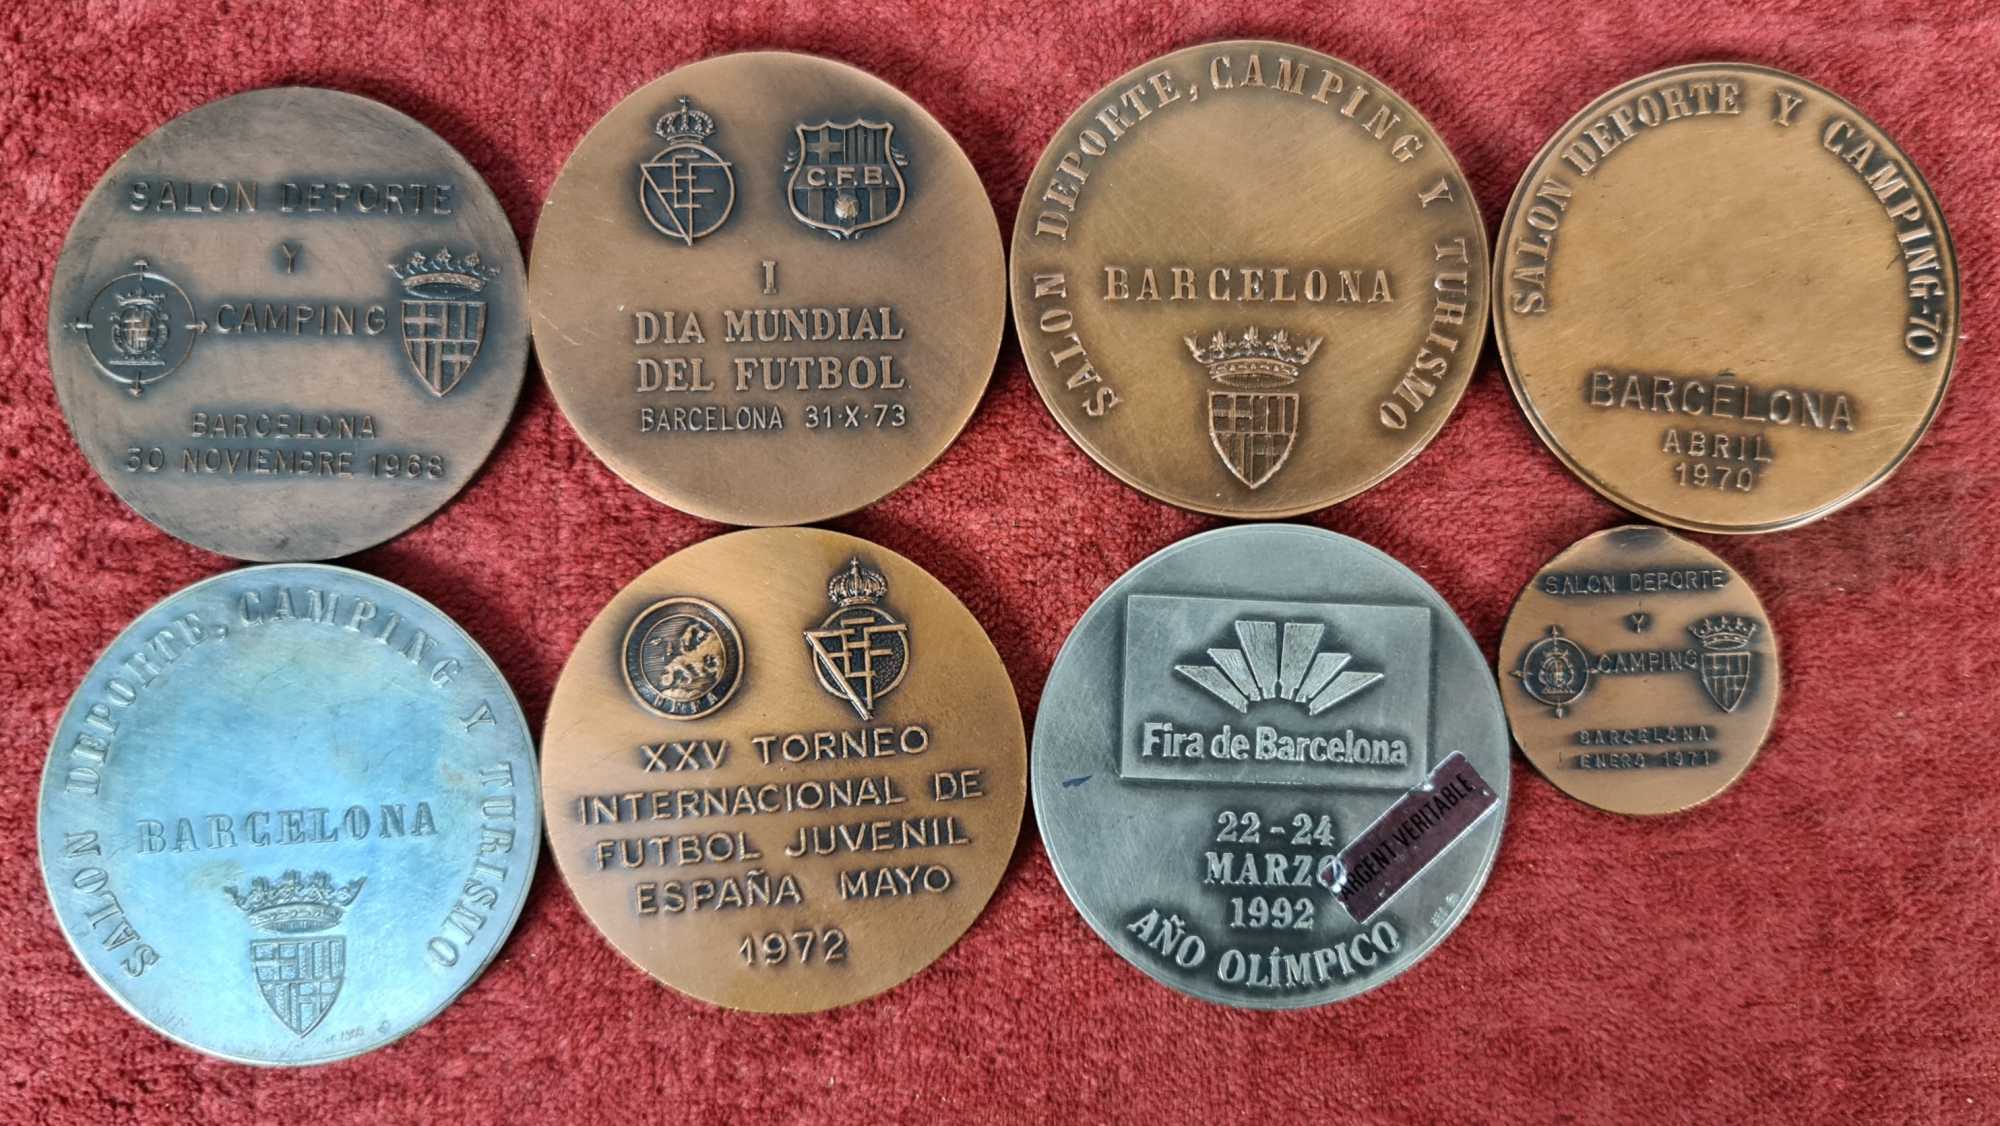 SALON DEPORTE
Y
CAMPING
BARCELONA
30 NOVIEMBRE 1968
C.F.B.
I
DIA MUNDIAL
DEL FUTBOL
BARCELONA 31·X·73
SALON DEPORTE, CAMPING Y TURISMO
BARCELONA
SALON DEPORTE Y CAMPING-70
BARCELONA
ABRIL
1970
SALON DEPORTE, CAMPING Y TURISMO
BARCELONA
UEFA
XXV TORNEO
INTERNACIONAL DE
FUTBOL JUVENIL
ESPAÑA MAYO
1972
Fira de Barcelona
22-24
MARZO
1992
AÑO OLÍMPICO
ARGENT VERITABLE
SALON DEPORTE
Y
CAMPING
BARCELONA
ENERO 1971